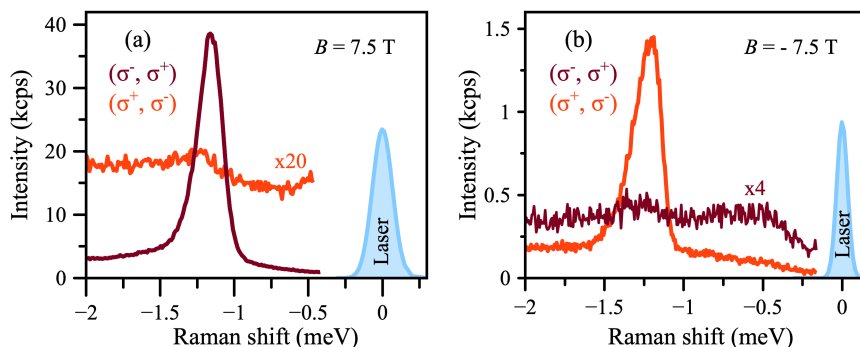 (a)
B = 7.5 T
(σ⁻, σ⁺)
(σ⁺, σ⁻)
x20
Laser
Intensity (kcps)
40
30
20
10
0
−2
−1.5
−1
−0.5
0
Raman shift (meV)
(b)
B = - 7.5 T
(σ⁻, σ⁺)
(σ⁺, σ⁻)
x4
Laser
Intensity (kcps)
1.5
1
0.5
0
−2
−1.5
−1
−0.5
0
Raman shift (meV)